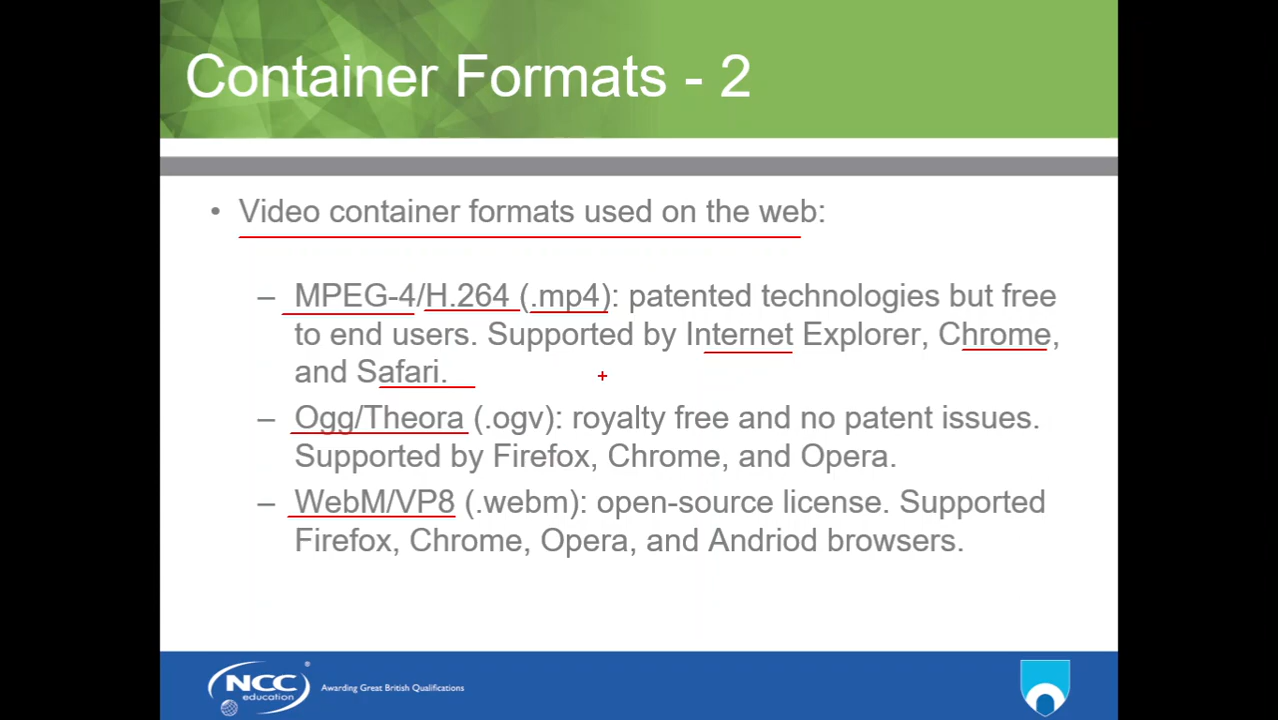 Container Formats - 2
• Video container formats used on the web:
– MPEG-4/H.264 (.mp4): patented technologies but free
to end users. Supported by Internet Explorer, Chrome,
and Safari.
– Ogg/Theora (.ogv): royalty free and no patent issues.
Supported by Firefox, Chrome, and Opera.
– WebM/VP8 (.webm): open-source license. Supported
Firefox, Chrome, Opera, and Andriod browsers.
NCC
education
®
Awarding Great British Qualifications